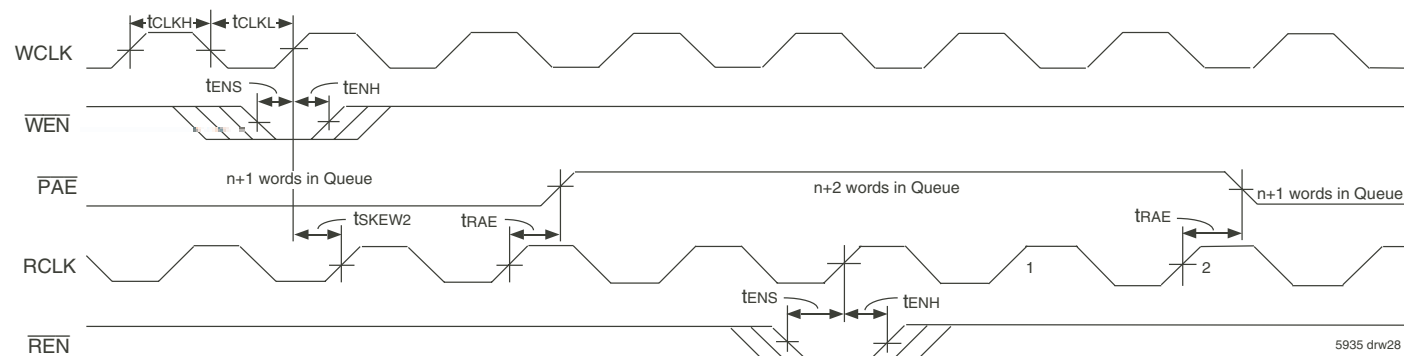 tCLKH tCLKL
WCLK
tENS tENH
WEN
n+1 words in Queue n+2 words in Queue n+1 words in Queue
PAE
tSKEW2 tRAE tRAE
RCLK 1 2
tENS tENH
REN
5935 drw28